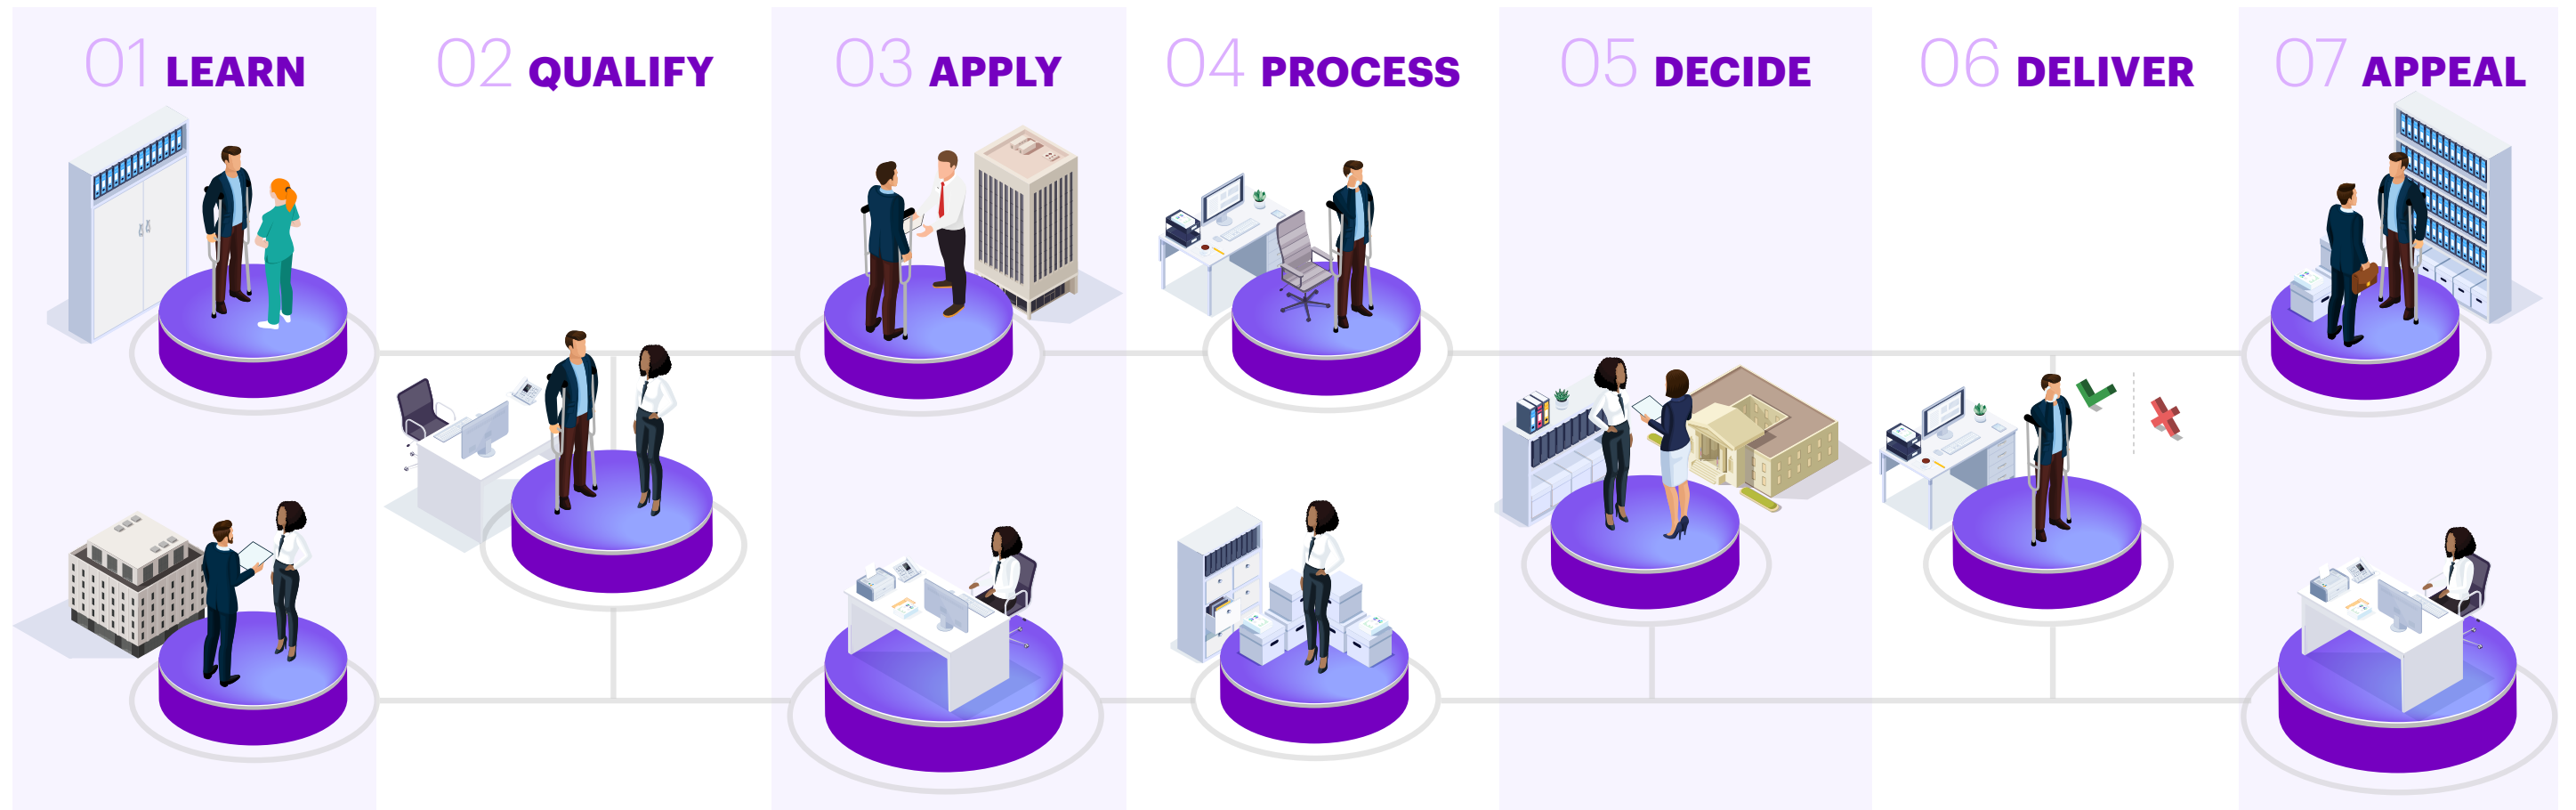 01 LEARN
02 QUALIFY
03 APPLY
04 PROCESS
05 DECIDE
06 DELIVER
07 APPEAL